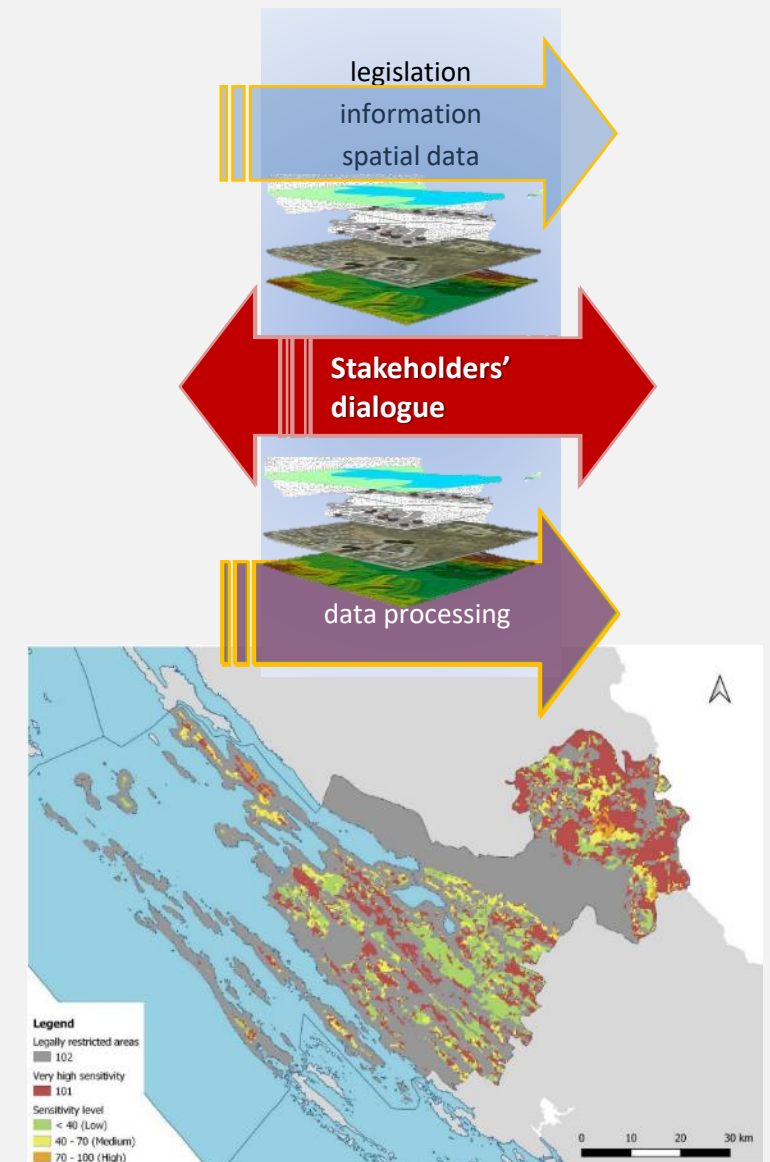 legislation
information
spatial data
Stakeholders’
dialogue
data processing
Legend
Legally restricted areas
102
Very high sensitivity
101
Sensitivity level
< 40 (Low)
40 - 70 (Medium)
70 - 100 (High)
0 10 20 30 km